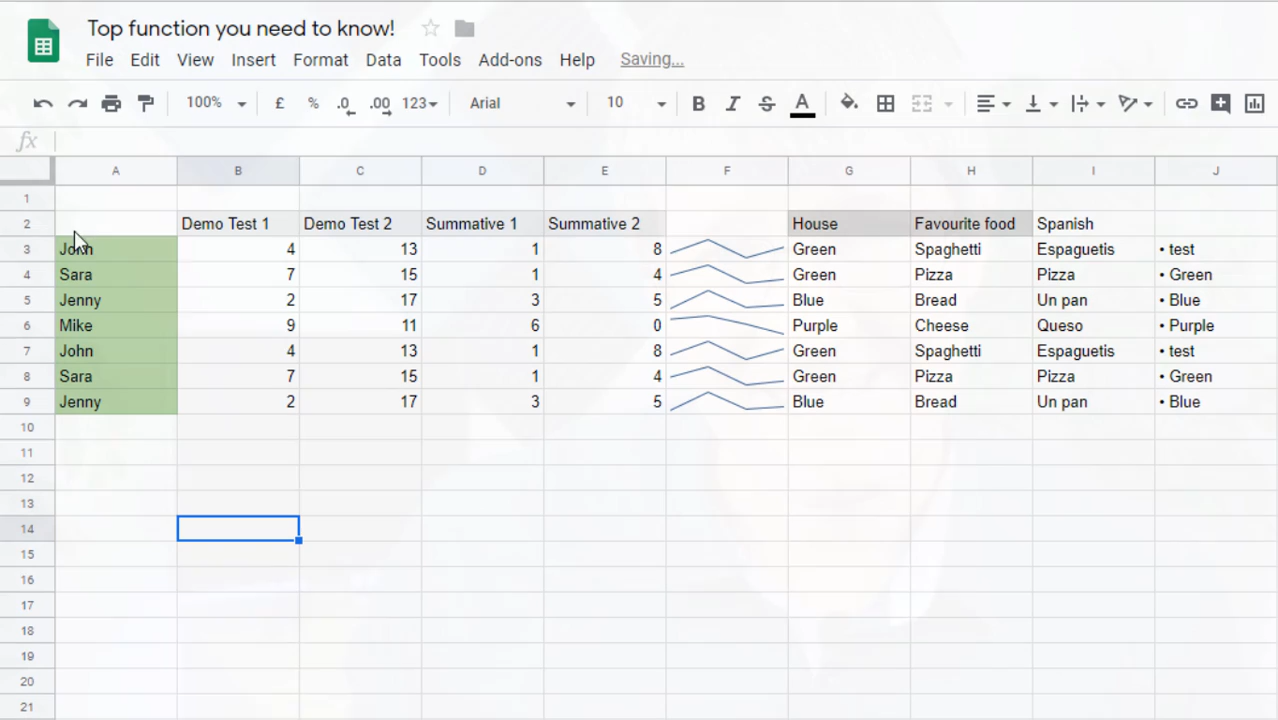 Top function you need to know!
File Edit View Insert Format Data Tools Add-ons Help Saving...
100% £ % .0 .00 123 Arial 10 B I S A
fx
A B C D E F G H I J
1
2 Demo Test 1 Demo Test 2 Summative 1 Summative 2 House Favourite food Spanish
3 John 4 13 1 8 Green Spaghetti Espaguetis • test
4 Sara 7 15 1 4 Green Pizza Pizza • Green
5 Jenny 2 17 3 5 Blue Bread Un pan • Blue
6 Mike 9 11 6 0 Purple Cheese Queso • Purple
7 John 4 13 1 8 Green Spaghetti Espaguetis • test
8 Sara 7 15 1 4 Green Pizza Pizza • Green
9 Jenny 2 17 3 5 Blue Bread Un pan • Blue
10
11
12
13
14
15
16
17
18
19
20
21